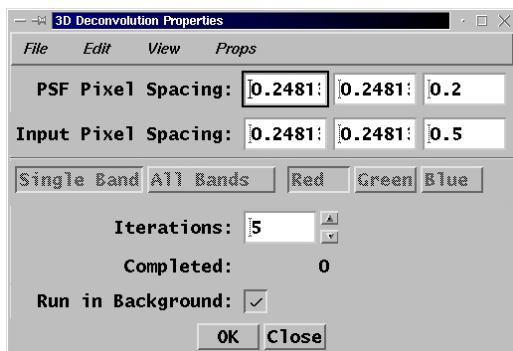 3D Deconvolution Properties
File Edit View Props
PSF Pixel Spacing: 0.2481 0.2481 0.2
Input Pixel Spacing: 0.2481 0.2481 0.5
Single Band All Bands Red Green Blue
Iterations: 5
Completed: 0
Run in Background:
OK Close